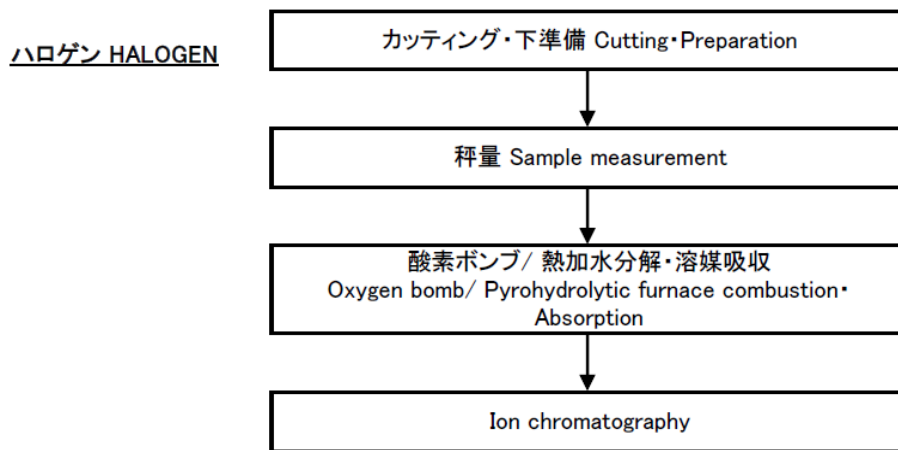 ハロゲン HALOGEN
カッティング・下準備 Cutting・Preparation
秤量 Sample measurement
酸素ボンブ/ 熱加水分解・溶媒吸収
Oxygen bomb/ Pyrohydrolytic furnace combustion・
Absorption
Ion chromatography